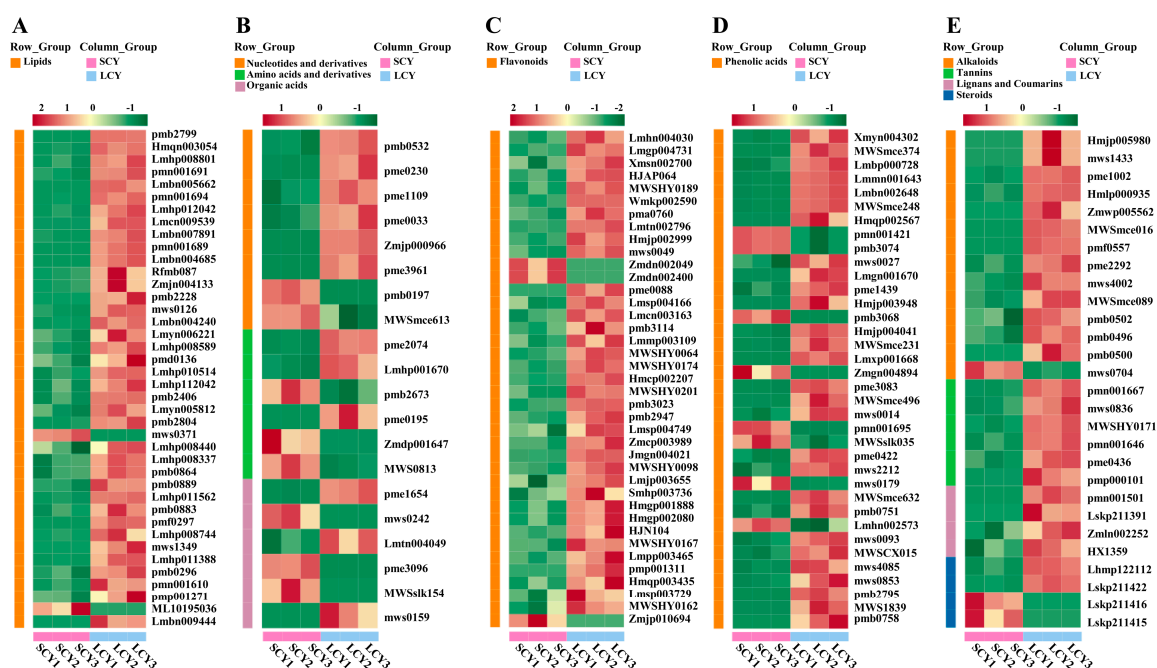 A
Row_Group
Lipids
Column_Group
SCY
LCY
2 1 0 -1
pmb2799
Hmqn003054
Lmhp008801
pmn001691
Lmbn005662
pmn001694
Lmhp012042
Lmcn009539
Lmbn007891
pmn001689
Lmbn004685
Rfmb087
Zmjn004133
pmb2228
mws0126
Lmbn004240
Lmyn006221
Lmhp008589
pmd0136
Lmhp010514
Lmhp112042
pmb2406
Lmyn005812
pmb2804
mws0371
Lmhp008440
Lmhp008337
pmb0864
pmb0889
Lmhp011562
pmb0883
pmf0297
Lmhp008744
mws1349
Lmhp011388
pmb0296
pmn001610
pmp001271
ML10195036
Lmbn009444
SCY1 SCY2 SCY3 LCY1 LCY2 LCY3
B
Row_Group
Nucleotides and derivatives
Amino acids and derivatives
Organic acids
Column_Group
SCY
LCY
1 0 -1
pmb0532
pme0230
pme1109
pme0033
Zmjp000966
pme3961
pmb0197
MWSmce613
pme2074
Lmhp001670
pmb2673
pme0195
Zmdp001647
MWS0813
pme1654
mws0242
Lmtn004049
pme3096
MWSslk154
mws0159
SCY1 SCY2 SCY3 LCY1 LCY2 LCY3
C
Row_Group
Flavonoids
Column_Group
SCY
LCY
2 1 0 -1 -2
Lmhn004030
Lmgp004731
Xmsn002700
HJAP064
MWSHY0189
Wmkp002590
pma0760
Lmtn002796
Hmjp002999
mws0049
Zmdn002049
Zmdn002400
pme0088
Lmsp004166
Lmcn003163
pmb3114
Lmmp003109
MWSHY0064
MWSHY0174
Hmcp002207
MWSHY0201
pmb3023
pmb2947
Lmsp004749
Zmcp003989
Jmgn004021
MWSHY0098
Lmjp003655
Smhp003736
Hmgp001888
Hmgp002080
HJN104
MWSHY0167
Lmpp003465
pmp001311
Hmqp003435
Lmsp003729
MWSHY0162
Zmjp010694
SCY1 SCY2 SCY3 LCY1 LCY2 LCY3
D
Row_Group
Phenolic acids
Column_Group
SCY
LCY
1 0 -1
Xmyn004302
MWSmce374
Lmbp000728
Lmmn001643
Lmbn002648
MWSmce248
Hmqp002567
pmn001421
pmb3074
mws0027
Lmgn001670
pme1439
Hmjp003948
pmb3068
Hmjp004041
MWSmce231
Lmxp001668
Zmgn004894
pme3083
MWSmce496
mws0014
pmn001695
MWSslk035
pme0422
mws2212
mws0179
MWSmce632
pmb0751
Lmhn002573
mws0093
MWSCX015
mws4085
mws0853
pmb2795
MWS1839
pmb0758
SCY1 SCY2 SCY3 LCY1 LCY2 LCY3
E
Row_Group
Alkaloids
Tannins
Lignans and Coumarins
Steroids
Column_Group
SCY
LCY
1 0 -1
Hmjp005980
mws1433
pme1002
Hmlp000935
Zmwp005562
MWSmce016
pmf0557
pme2292
mws4002
MWSmce089
pmb0502
pmb0496
pmb0500
mws0704
pmn001667
mws0836
MWSHY0171
pmn001646
pme0436
pmp000101
pmn001501
Lskp211391
Zmln002252
HX1359
Lhmp122112
Lskp211422
Lskp211416
Lskp211415
SCY1 SCY2 SCY3 LCY1 LCY2 LCY3